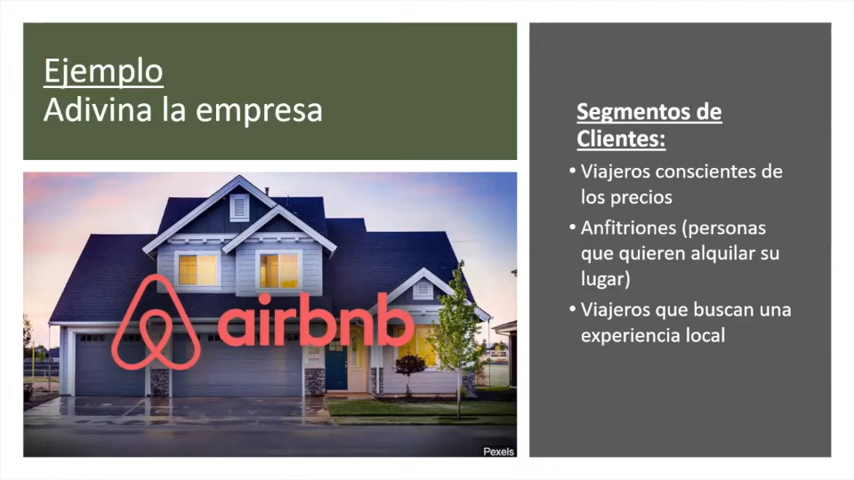 Ejemplo
Adivina la empresa
airbnb
Pexels
Segmentos de
Clientes:
• Viajeros conscientes de
los precios
• Anfitriones (personas
que quieren alquilar su
lugar)
• Viajeros que buscan una
experiencia local